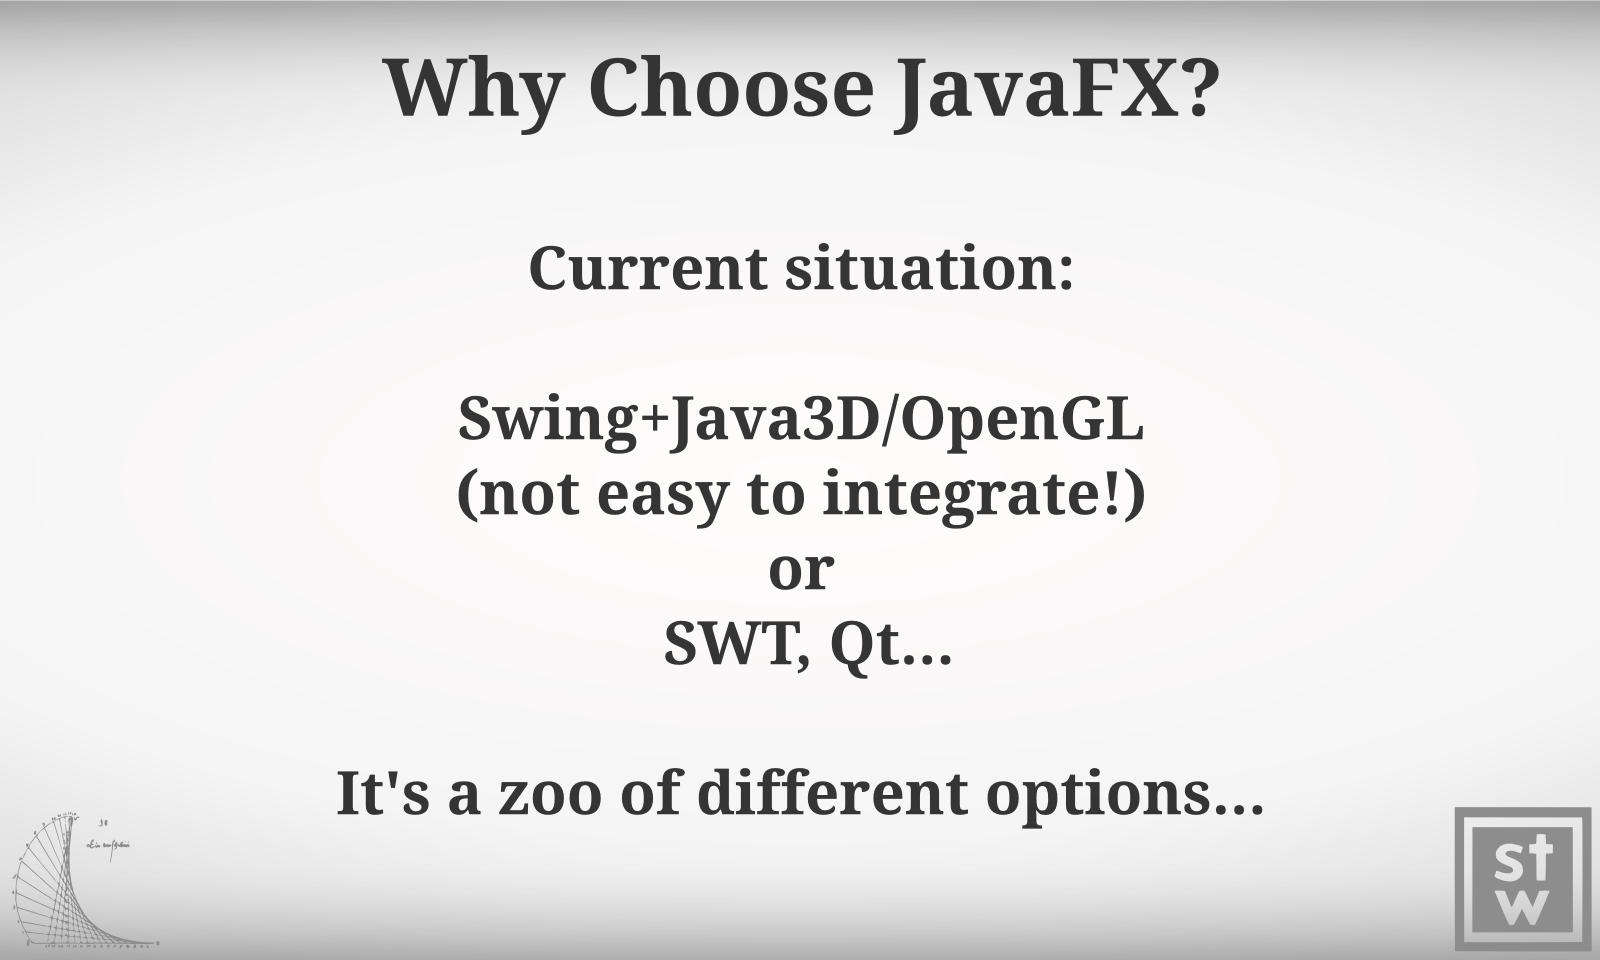 Why Choose JavaFX?
Current situation:
Swing+Java3D/OpenGL
(not easy to integrate!)
or
SWT, Qt...
It's a zoo of different options...
st
w